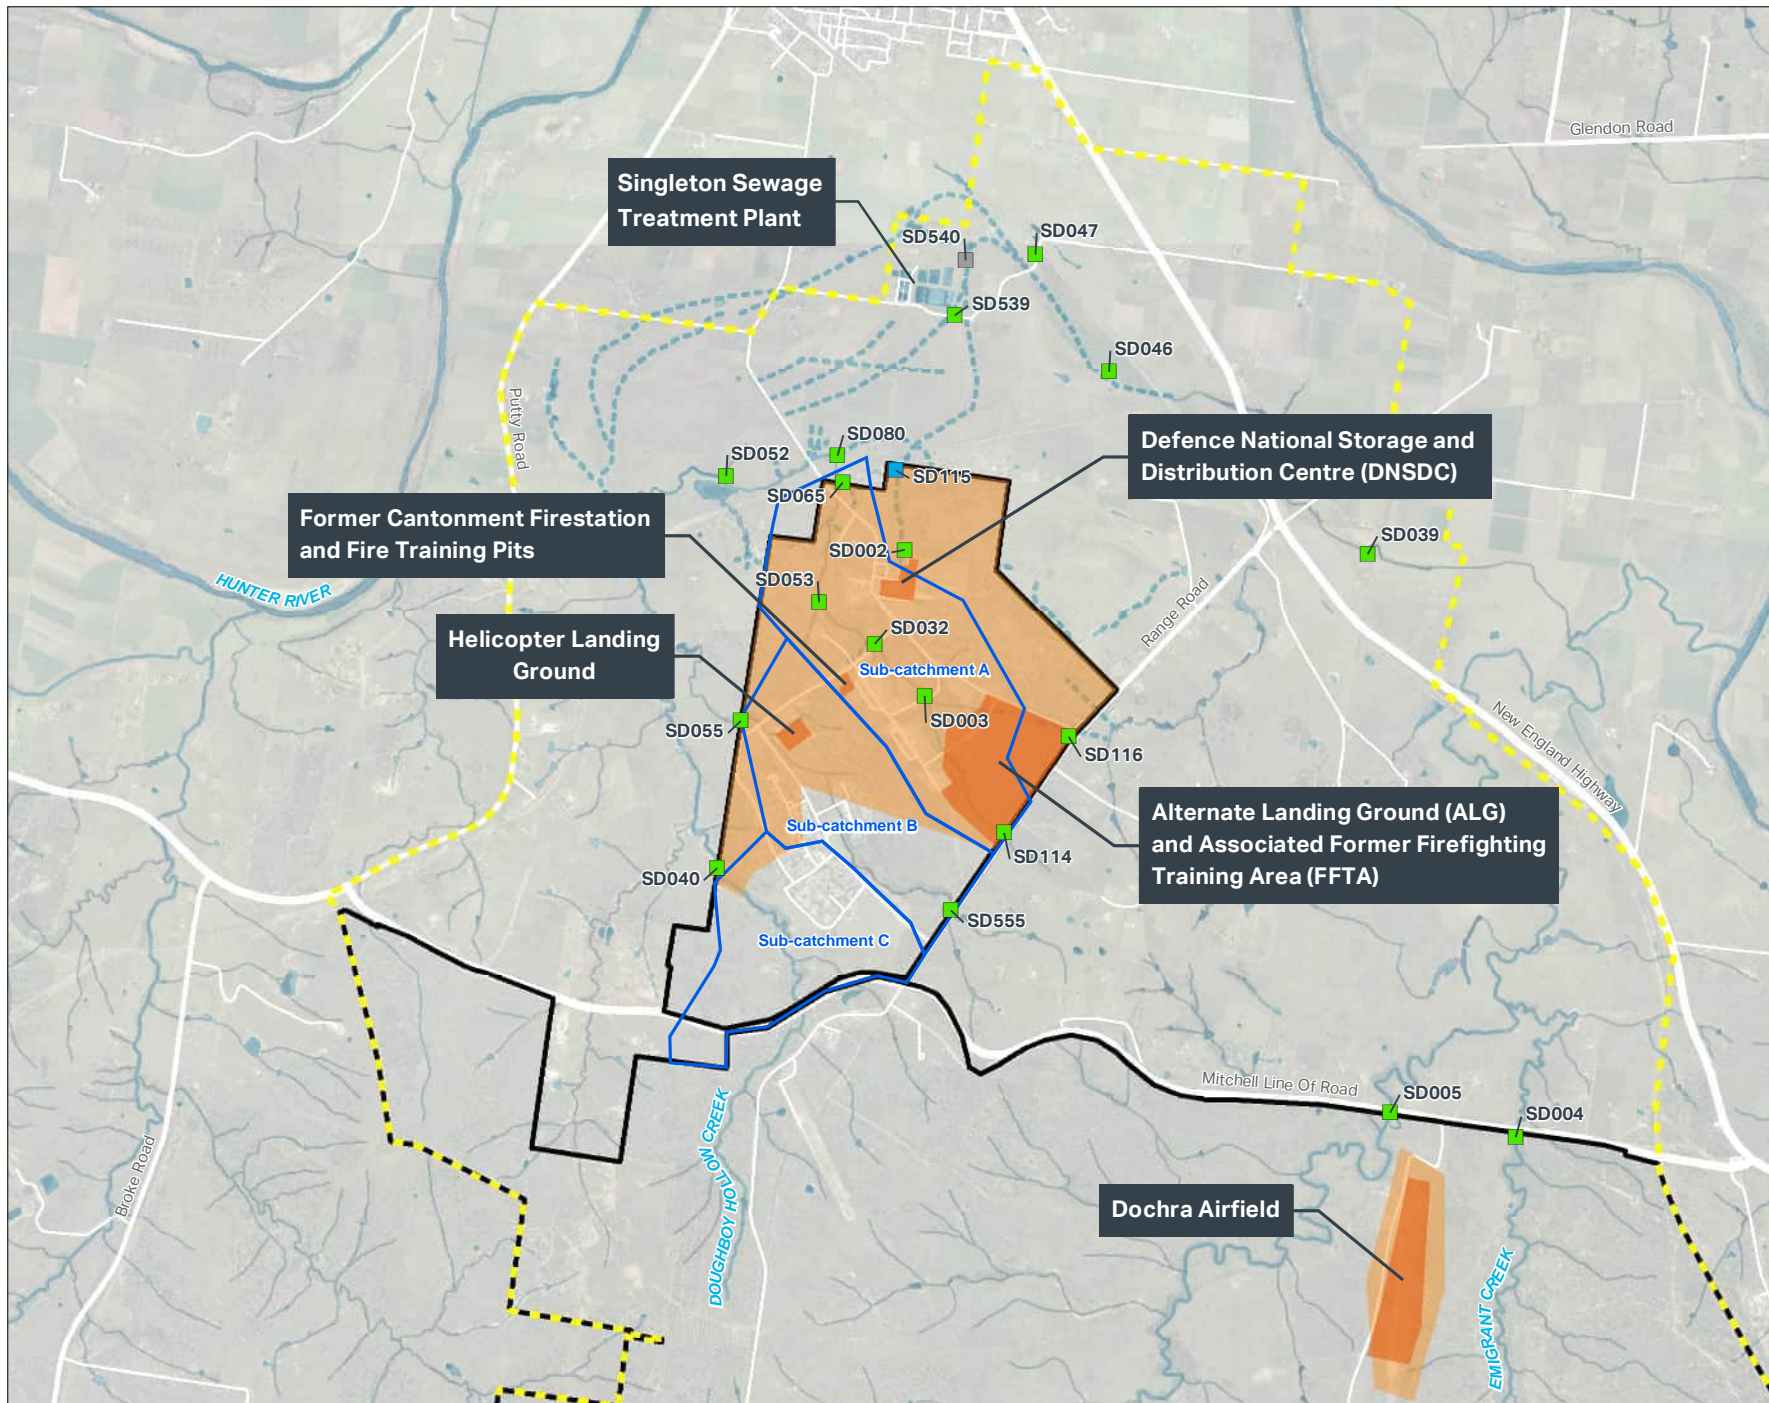 Glendon Road
Singleton Sewage
Treatment Plant
SD540
SD047
SD539
SD046
Putty Road
SD080
SD052
Defence National Storage and
Distribution Centre (DNSDC)
SD115
SD065
Former Cantonment Firestation
and Fire Training Pits
SD002
SD039
HUNTER RIVER
SD053
Range Road
Helicopter Landing
Ground
SD032
Sub-catchment A
SD003
SD055
SD116
New England Highway
Alternate Landing Ground (ALG)
and Associated Former Firefighting
Training Area (FFTA)
Sub-catchment B
SD114
SD040
SD555
Sub-catchment C
Mitchell Line Of Road
SD005
SD004
DOUGHBOY HOLLOW CREEK
Broke Road
Dochra Airfield
EMIGRANT CREEK